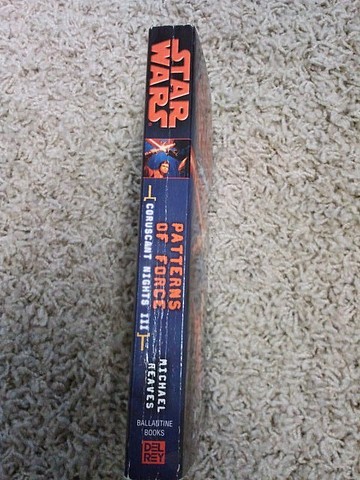 STAR
WARS
PATTERNS
OF FORCE
[CORUSCANT NIGHTS III]
MICHAEL
REAVES
BALLANTINE
BOOKS
DEL
REY